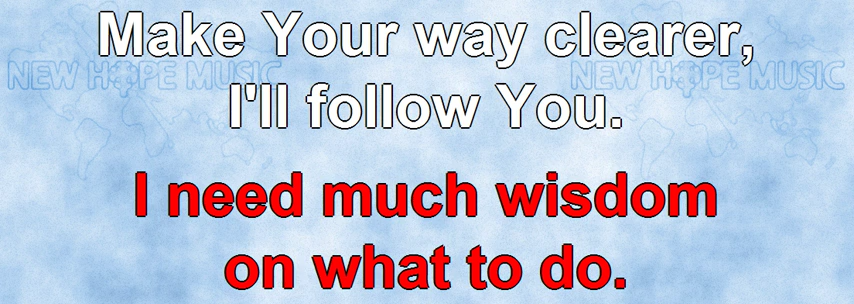 Make Your way clearer,
NEW HOPE MUSIC NEW HOPE MUSIC
I'll follow You.
I need much wisdom
on what to do.